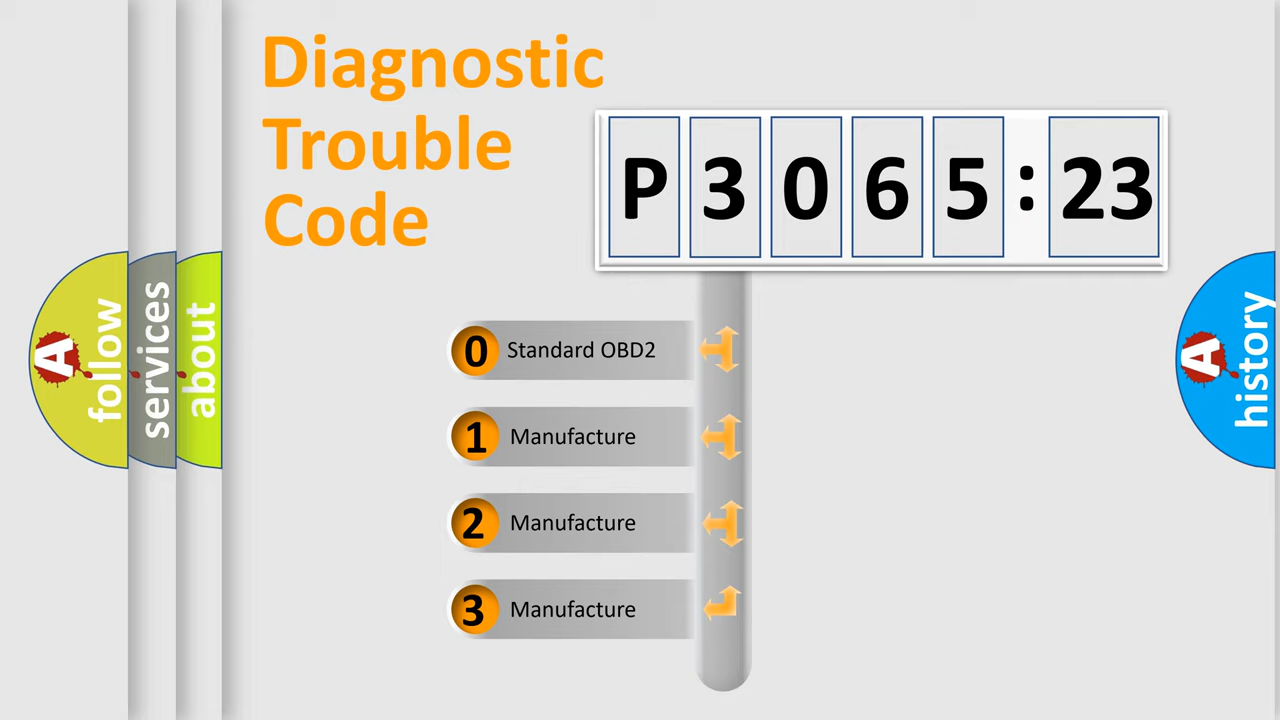 Diagnostic
Trouble
Code
P3065:23
0 Standard OBD2
1 Manufacture
2 Manufacture
3 Manufacture
A follow
services
about
A history